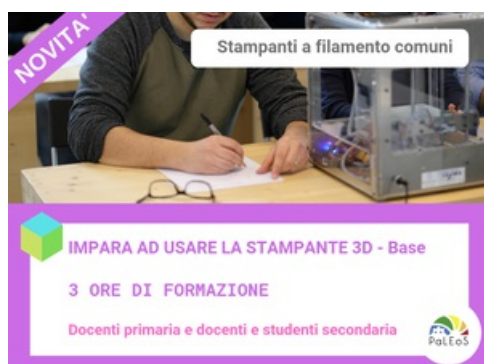 NOVITA'
Stampanti a filamento comuni
IMPARA AD USARE LA STAMPANTE 3D - Base
3 ORE DI FORMAZIONE
Docenti primaria e docenti e studenti secondaria
PaLEoS